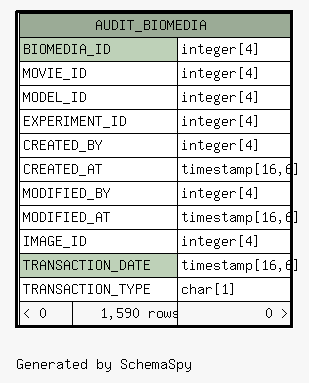 AUDIT_BIOMEDIA
BIOMEDIA_ID integer[4]
MOVIE_ID integer[4]
MODEL_ID integer[4]
EXPERIMENT_ID integer[4]
CREATED_BY integer[4]
CREATED_AT timestamp[16,6]
MODIFIED_BY integer[4]
MODIFIED_AT timestamp[16,6]
IMAGE_ID integer[4]
TRANSACTION_DATE timestamp[16,6]
TRANSACTION_TYPE char[1]
< 0 1,590 rows 0 >
Generated by SchemaSpy